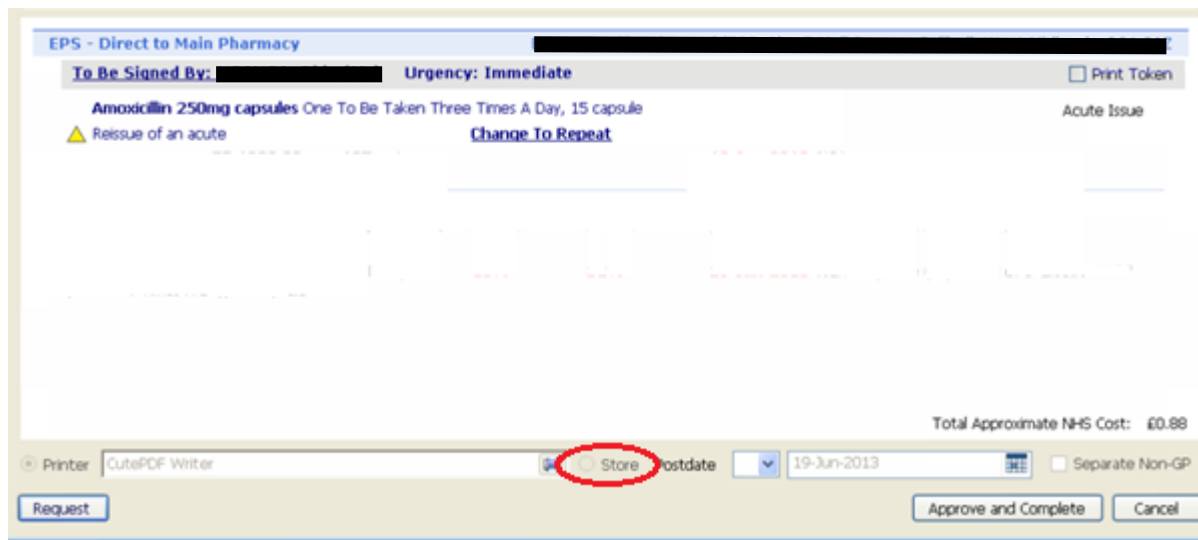 EPS - Direct to Main Pharmacy
To Be Signed By: Urgency: Immediate Print Token
Amoxicillin 250mg capsules One To Be Taken Three Times A Day, 15 capsule Acute Issue
Reissue of an acute Change To Repeat
Total Approximate NHS Cost: £0.88
Printer CutePDF Writer Store Postdate 19-Jun-2013 Separate Non-GP
Request Approve and Complete Cancel